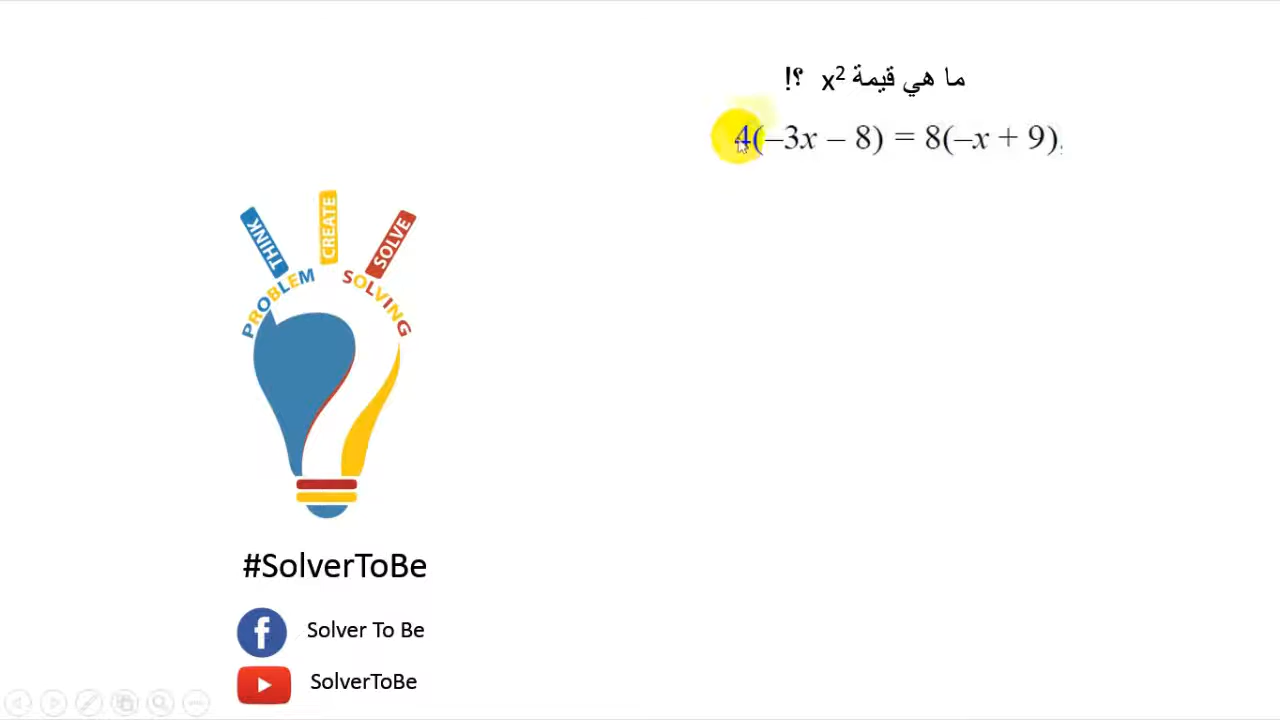 ما هي قيمة x² ؟!
4(–3x – 8) = 8(–x + 9).
THINK
CREATE
SOLVE
PROBLEM SOLVING
#SolverToBe
Solver To Be
SolverToBe